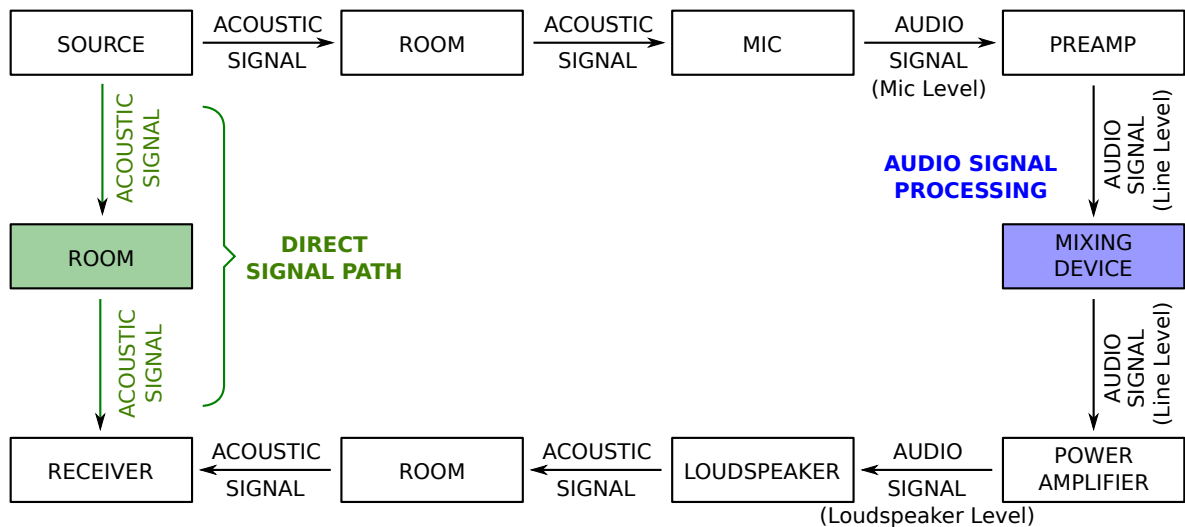 SOURCE
ACOUSTIC
SIGNAL
ROOM
ACOUSTIC
SIGNAL
MIC
AUDIO
SIGNAL
(Mic Level)
PREAMP
ACOUSTIC
SIGNAL
AUDIO
SIGNAL
(Line Level)
AUDIO SIGNAL
PROCESSING
ROOM
DIRECT
SIGNAL PATH
MIXING
DEVICE
ACOUSTIC
SIGNAL
AUDIO
SIGNAL
(Line Level)
RECEIVER
ACOUSTIC
SIGNAL
ROOM
ACOUSTIC
SIGNAL
LOUDSPEAKER
AUDIO
SIGNAL
(Loudspeaker Level)
POWER
AMPLIFIER